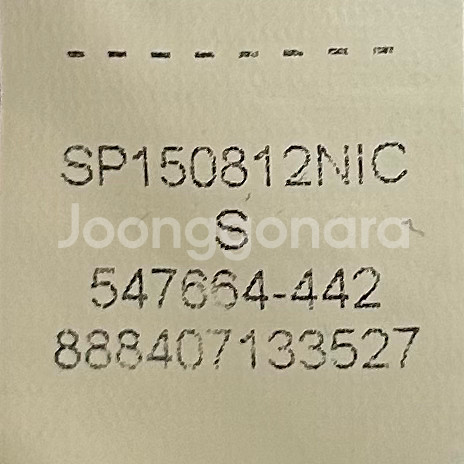 --------
SP150812NIC
S
Joonggonara
547664-442
888407133527